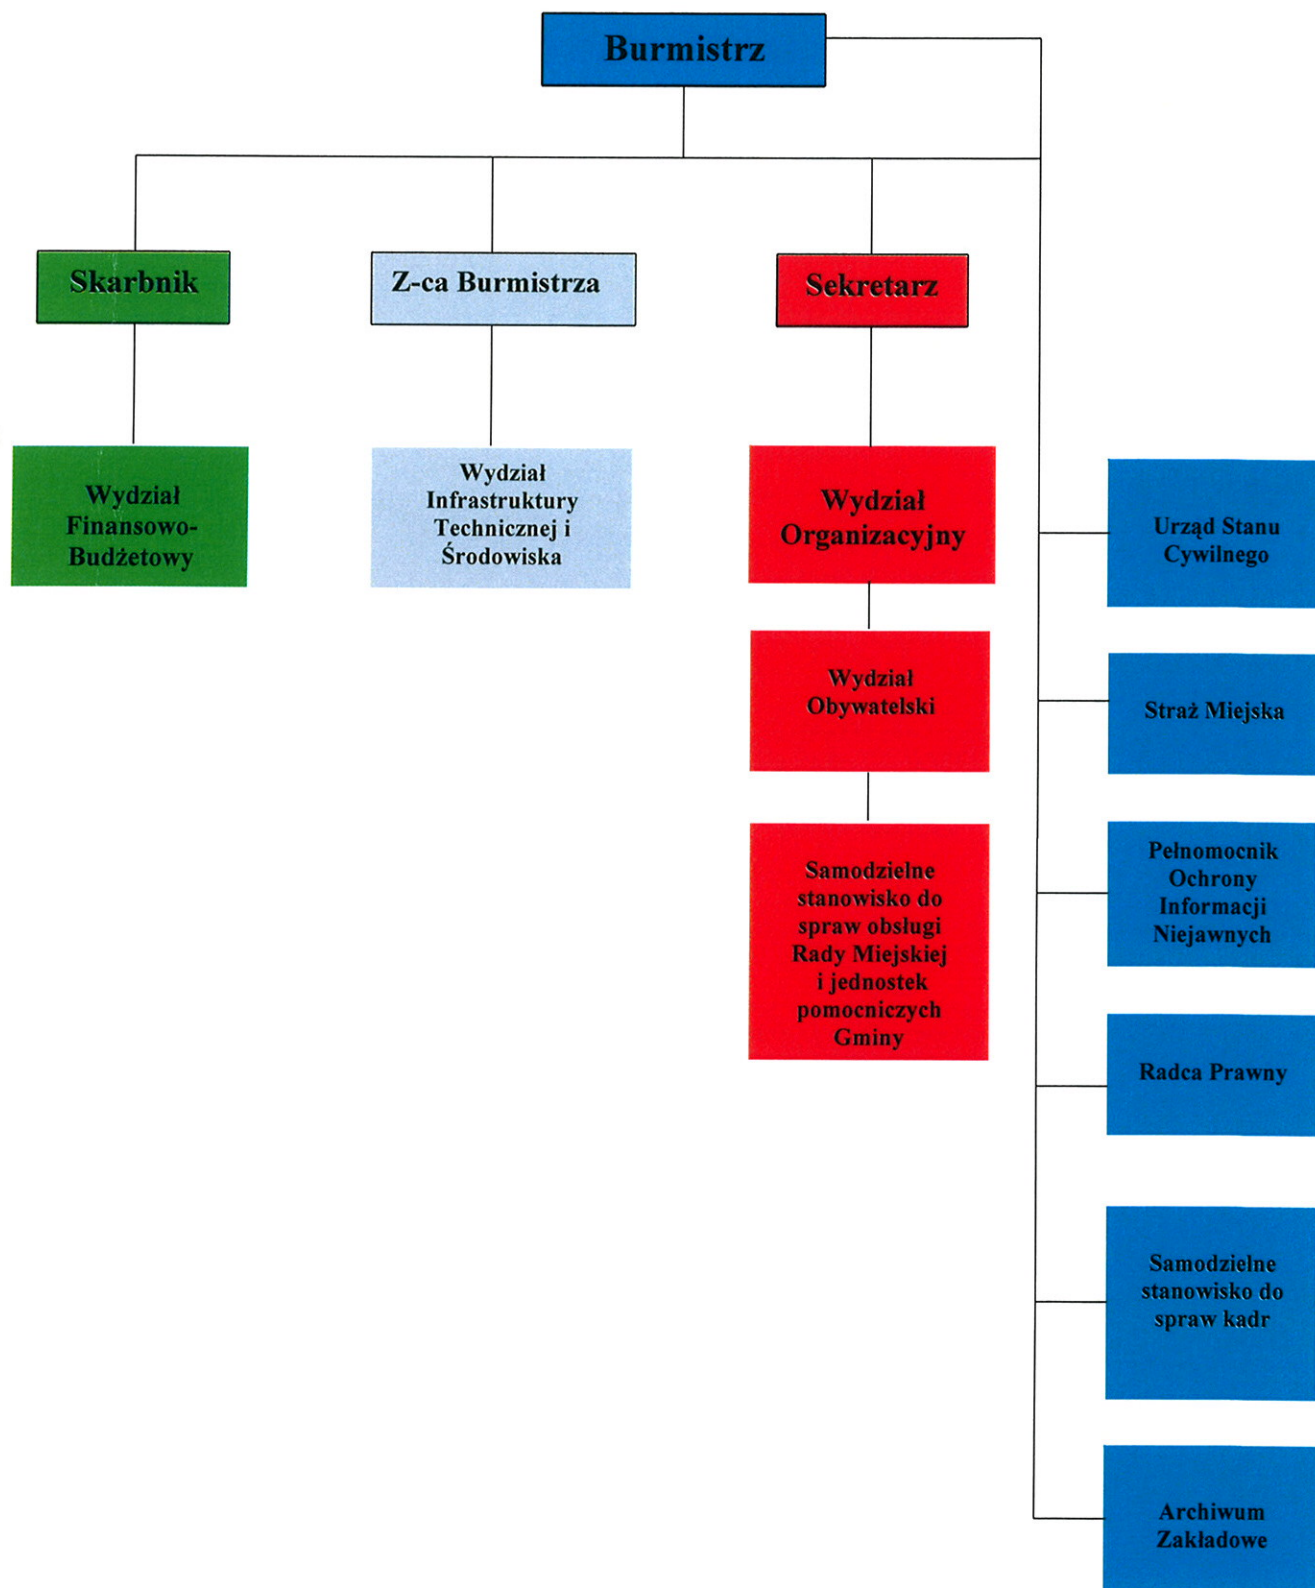 Burmistrz
Skarbnik
Z-ca Burmistrza
Sekretarz
Wydział
Finansowo-
Budżetowy
Wydział
Infrastruktury
Technicznej i
Środowiska
Wydział
Organizacyjny
Wydział
Obywatelski
Samodzielne
stanowisko do
spraw obsługi
Rady Miejskiej
i jednostek
pomocniczych
Gminy
Urząd Stanu
Cywilnego
Straż Miejska
Pełnomocnik
Ochrony
Informacji
Niejawnych
Radca Prawny
Samodzielne
stanowisko do
spraw kadr
Archiwum
Zakładowe